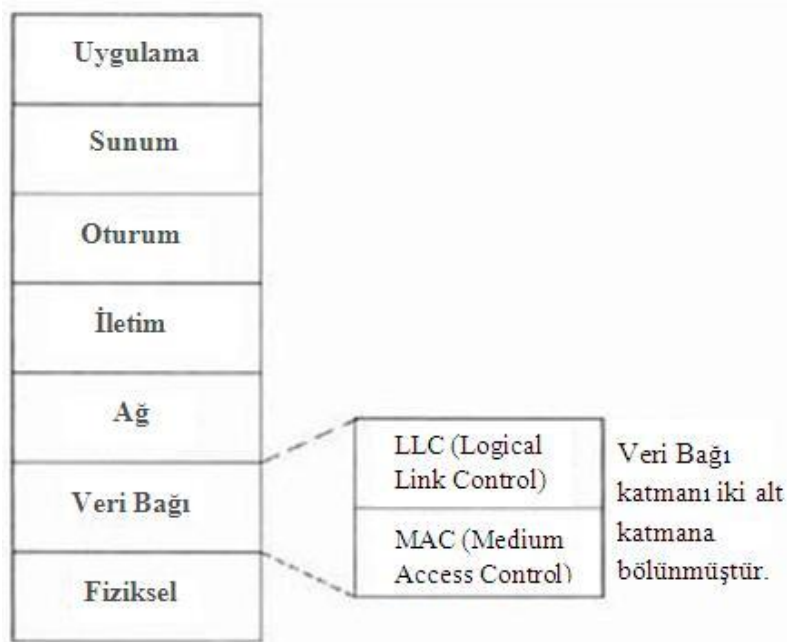 Uygulama
Sunum
Oturum
İletim
Ağ
Veri Bağı
Fiziksel
LLC (Logical
Link Control)
MAC (Medium
Access Control)
Veri Bağı
katmanı iki alt
katmana
bölünmüştür.